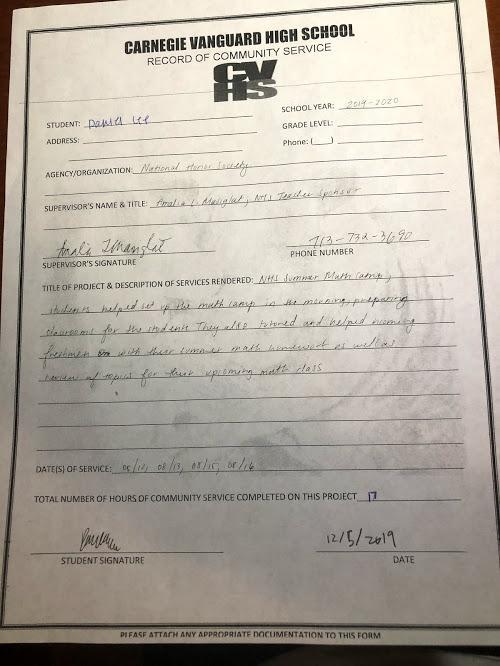 CARNEGIE VANGUARD HIGH SCHOOL
RECORD OF COMMUNITY SERVICE
CV
HS
SCHOOL YEAR: 2019-2020
STUDENT: Daniel Lee
GRADE LEVEL:
ADDRESS:
Phone: (___)
AGENCY/ORGANIZATION: National Honor Society
SUPERVISOR'S NAME & TITLE: Amalia L. NHS Teacher Sponsor
713-732-3690
SUPERVISOR'S SIGNATURE
PHONE NUMBER
TITLE OF PROJECT & DESCRIPTION OF SERVICES RENDERED: NHS Summer Math Camp,
students helped set up the math camp in the morning, preparing
classrooms for the students They also tutored and helped incoming
freshmen with their summer math homework as well as
review of topics for their upcoming math class
DATE(S) OF SERVICE: 08/12, 08/13, 08/15, 08/16
TOTAL NUMBER OF HOURS OF COMMUNITY SERVICE COMPLETED ON THIS PROJECT 17
12/5/2019
STUDENT SIGNATURE
DATE
PLEASE ATTACH ANY APPROPRIATE DOCUMENTATION TO THIS FORM